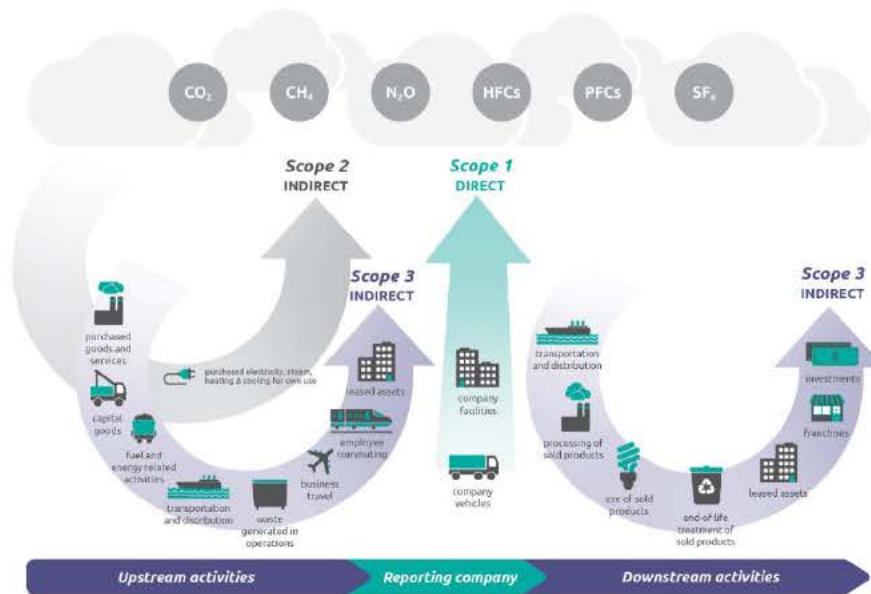 CO₂
CH₄
N₂O
HFCs
PFCs
SF₆
Scope 2
INDIRECT
Scope 1
DIRECT
Scope 3
INDIRECT
Scope 3
INDIRECT
purchased
goods and
services
capital
goods
fuel and
energy related
activities
transportation
and distribution
waste
generated in
operations
business
travel
employee
commuting
leased assets
purchased electricity, steam,
heating & cooling for own use
company
facilities
company
vehicles
transportation
and distribution
processing of
sold products
use of sold
products
end-of-life
treatment of
sold products
leased assets
franchises
investments
Upstream activities
Reporting company
Downstream activities